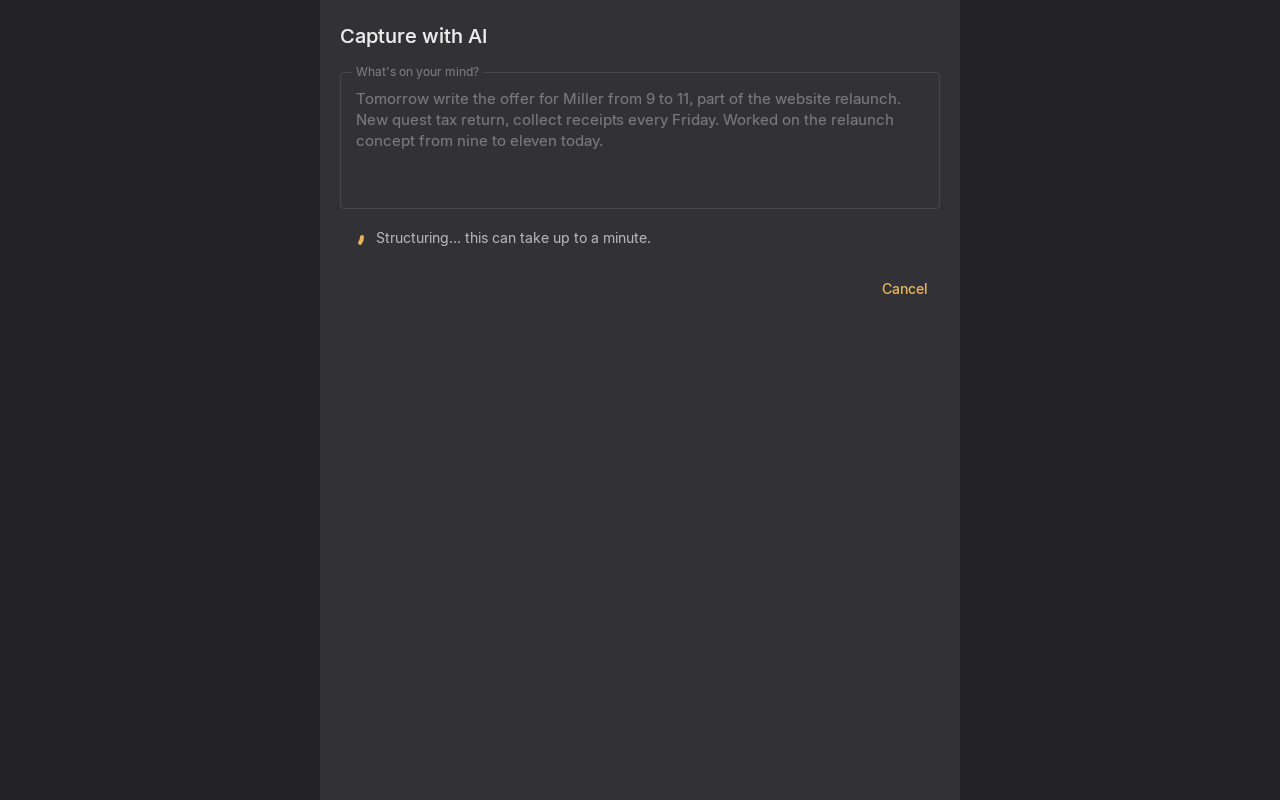 Capture with AI
What's on your mind?
Tomorrow write the offer for Miller from 9 to 11, part of the website relaunch.
New quest tax return, collect receipts every Friday. Worked on the relaunch
concept from nine to eleven today.
Structuring... this can take up to a minute.
Cancel